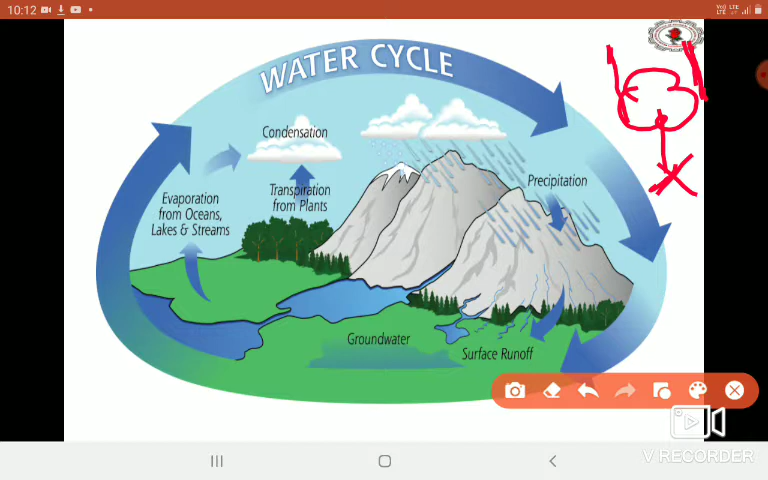 10:12
WATER CYCLE
Condensation
Transpiration
from Plants
Precipitation
Evaporation
from Oceans,
Lakes & Streams
Groundwater
Surface Runoff
V RECORDER